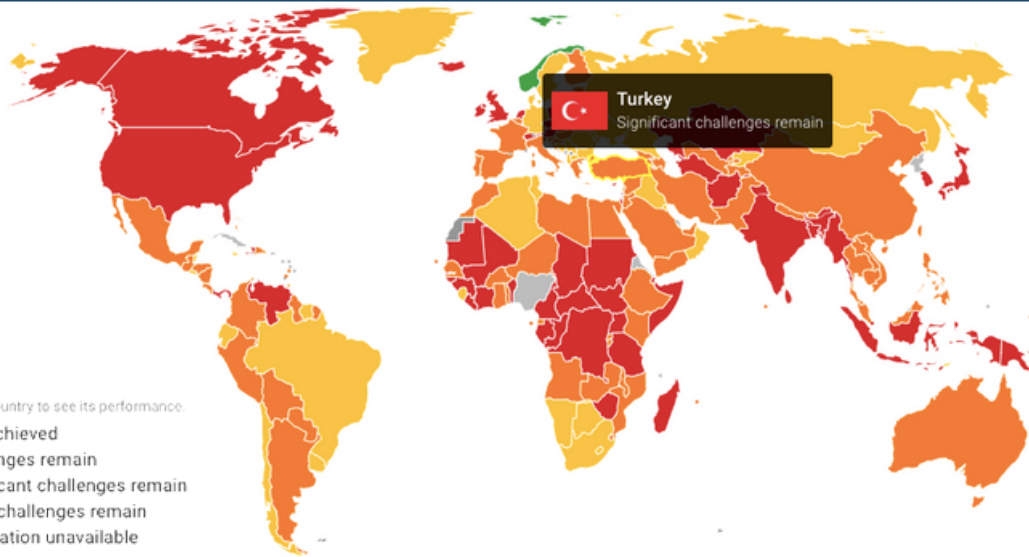 Turkey
Significant challenges remain
untry to see its performance.
chieved
nges remain
cant challenges remain
challenges remain
ation unavailable